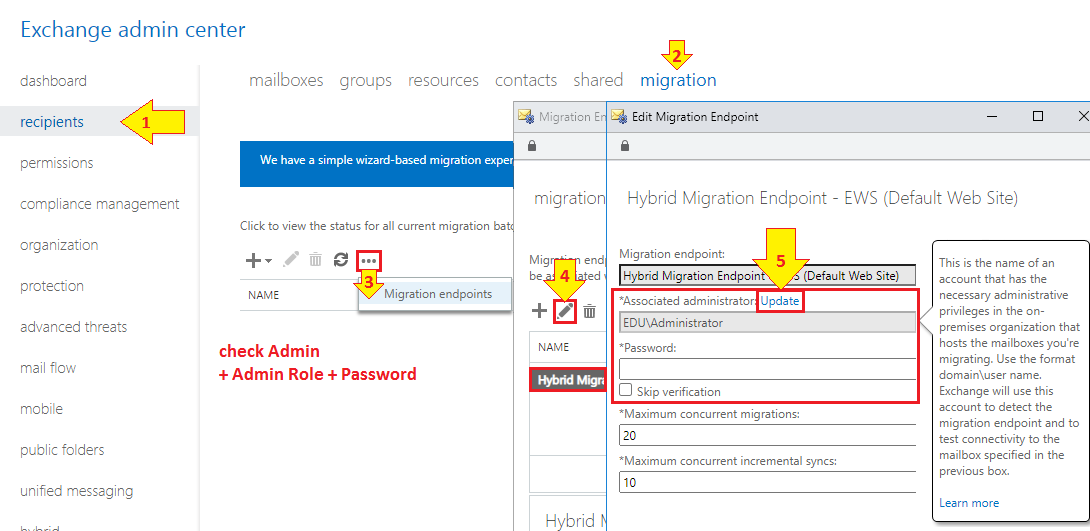 Exchange admin center
dashboard
recipients
1
permissions
compliance management
organization
protection
advanced threats
mail flow
mobile
public folders
unified messaging
hybrid
mailboxes groups resources contacts shared migration
2
We have a simple wizard-based migration exper
Click to view the status for all current migration batc
3
NAME
Migration endpoints
check Admin
+ Admin Role + Password
Migration En
migration
Migration endp
be associated w
4
NAME
Hybrid Migra
Hybrid M
Edit Migration Endpoint
Hybrid Migration Endpoint - EWS (Default Web Site)
Migration endpoint:
5
Hybrid Migration Endpoint (Default Web Site)
*Associated administrator: Update
EDU\Administrator
*Password:
Skip verification
*Maximum concurrent migrations:
20
*Maximum concurrent incremental syncs:
10
This is the name of an
account that has the
necessary administrative
privileges in the on-
premises organization that
hosts the mailboxes you're
migrating. Use the format
domain\user name.
Exchange will use this
account to detect the
migration endpoint and to
test connectivity to the
mailbox specified in the
previous box.
Learn more